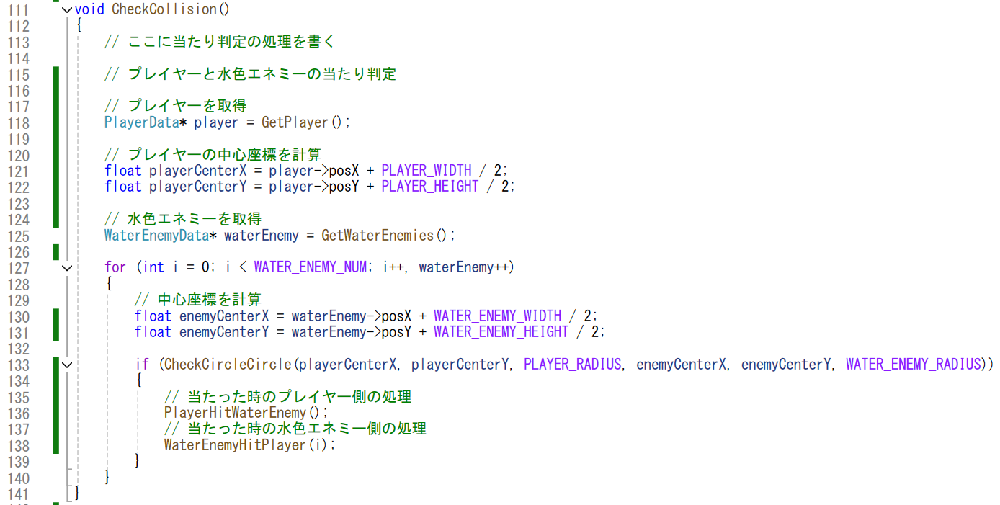 111 void CheckCollision()
112 {
113 // ここに当たり判定の処理を書く
114
115 // プレイヤーと水色エネミーの当たり判定
116
117 // プレイヤーを取得
118 PlayerData* player = GetPlayer();
119
120 // プレイヤーの中心座標を計算
121 float playerCenterX = player->posX + PLAYER_WIDTH / 2;
122 float playerCenterY = player->posY + PLAYER_HEIGHT / 2;
123
124 // 水色エネミーを取得
125 WaterEnemyData* waterEnemy = GetWaterEnemies();
126
127 for (int i = 0; i < WATER_ENEMY_NUM; i++, waterEnemy++)
128 {
129 // 中心座標を計算
130 float enemyCenterX = waterEnemy->posX + WATER_ENEMY_WIDTH / 2;
131 float enemyCenterY = waterEnemy->posY + WATER_ENEMY_HEIGHT / 2;
132
133 if (CheckCircleCircle(playerCenterX, playerCenterY, PLAYER_RADIUS, enemyCenterX, enemyCenterY, WATER_ENEMY_RADIUS))
134 {
135 // 当たった時のプレイヤー側の処理
136 PlayerHitWaterEnemy();
137 // 当たった時の水色エネミー側の処理
138 WaterEnemyHitPlayer(i);
139 }
140 }
141 }